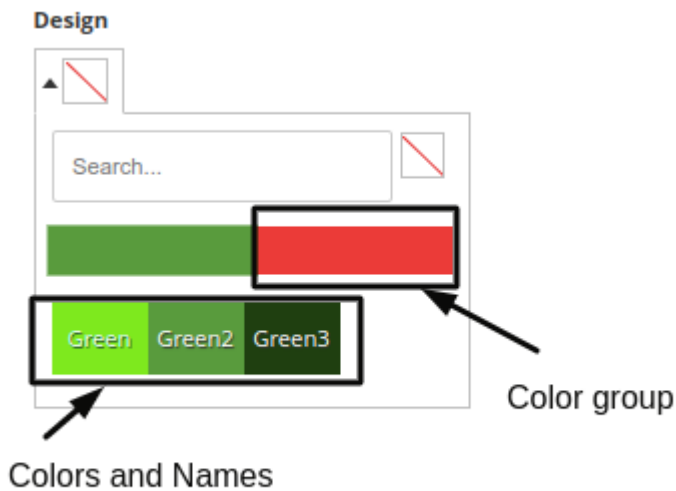 Design
Search...
Green Green2 Green3
Color group
Colors and Names